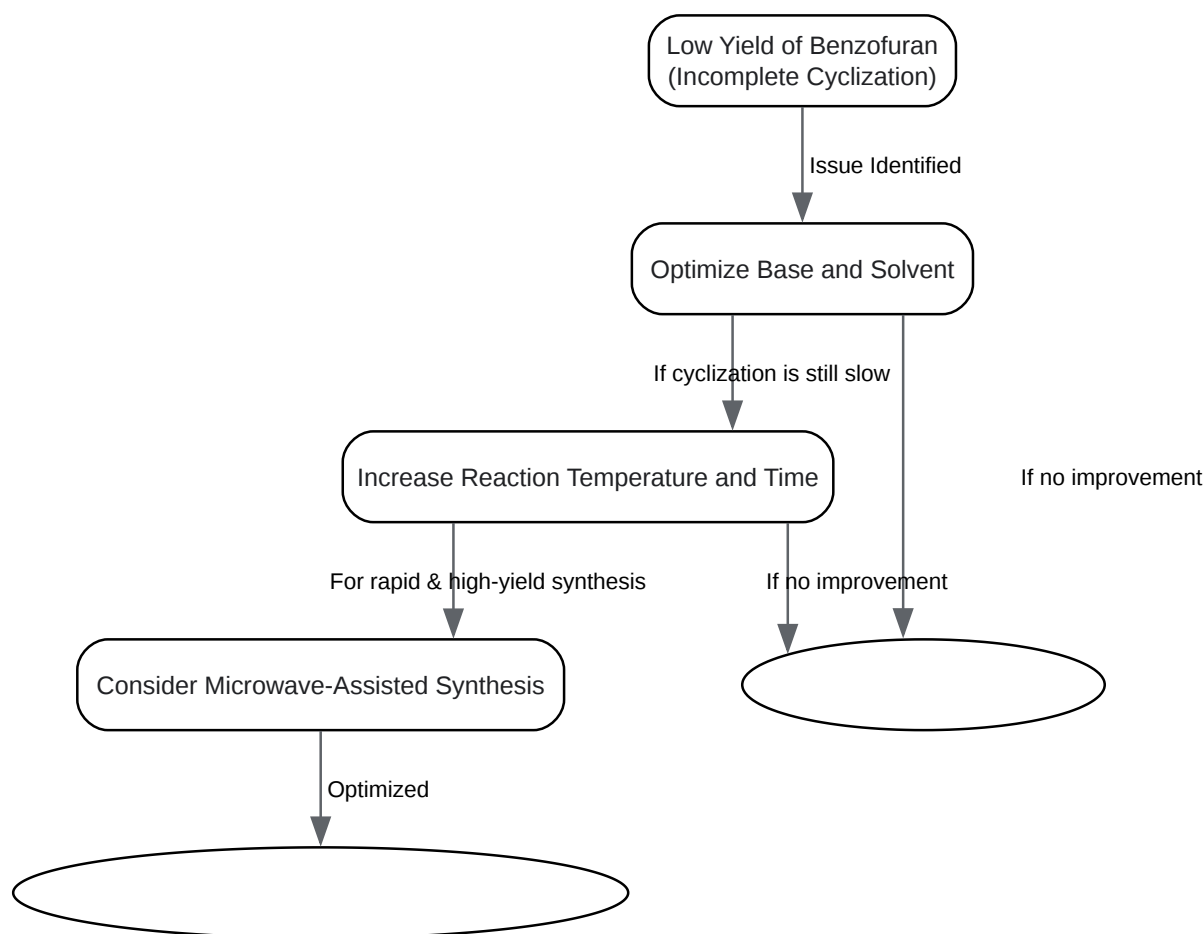 Low Yield of Benzofuran
(Incomplete Cyclization)
Issue Identified
Optimize Base and Solvent
If cyclization is still slow
Increase Reaction Temperature and Time
If no improvement
For rapid & high-yield synthesis
If no improvement
Consider Microwave-Assisted Synthesis
Optimized